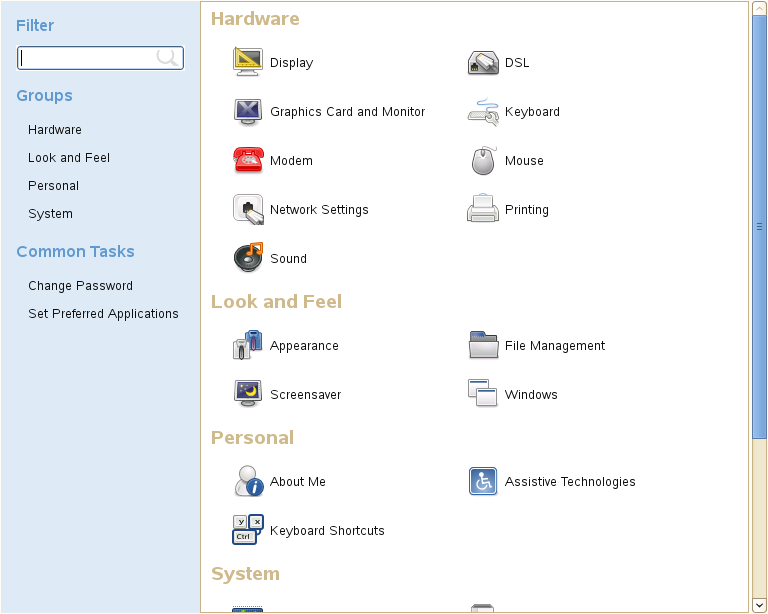 Filter
Groups
Hardware
Look and Feel
Personal
System
Common Tasks
Change Password
Set Preferred Applications
Hardware
Display
DSL
Graphics Card and Monitor
Keyboard
Modem
Mouse
Network Settings
Printing
Sound
Look and Feel
Appearance
File Management
Screensaver
Windows
Personal
About Me
Assistive Technologies
y x
Ctrl
Keyboard Shortcuts
System